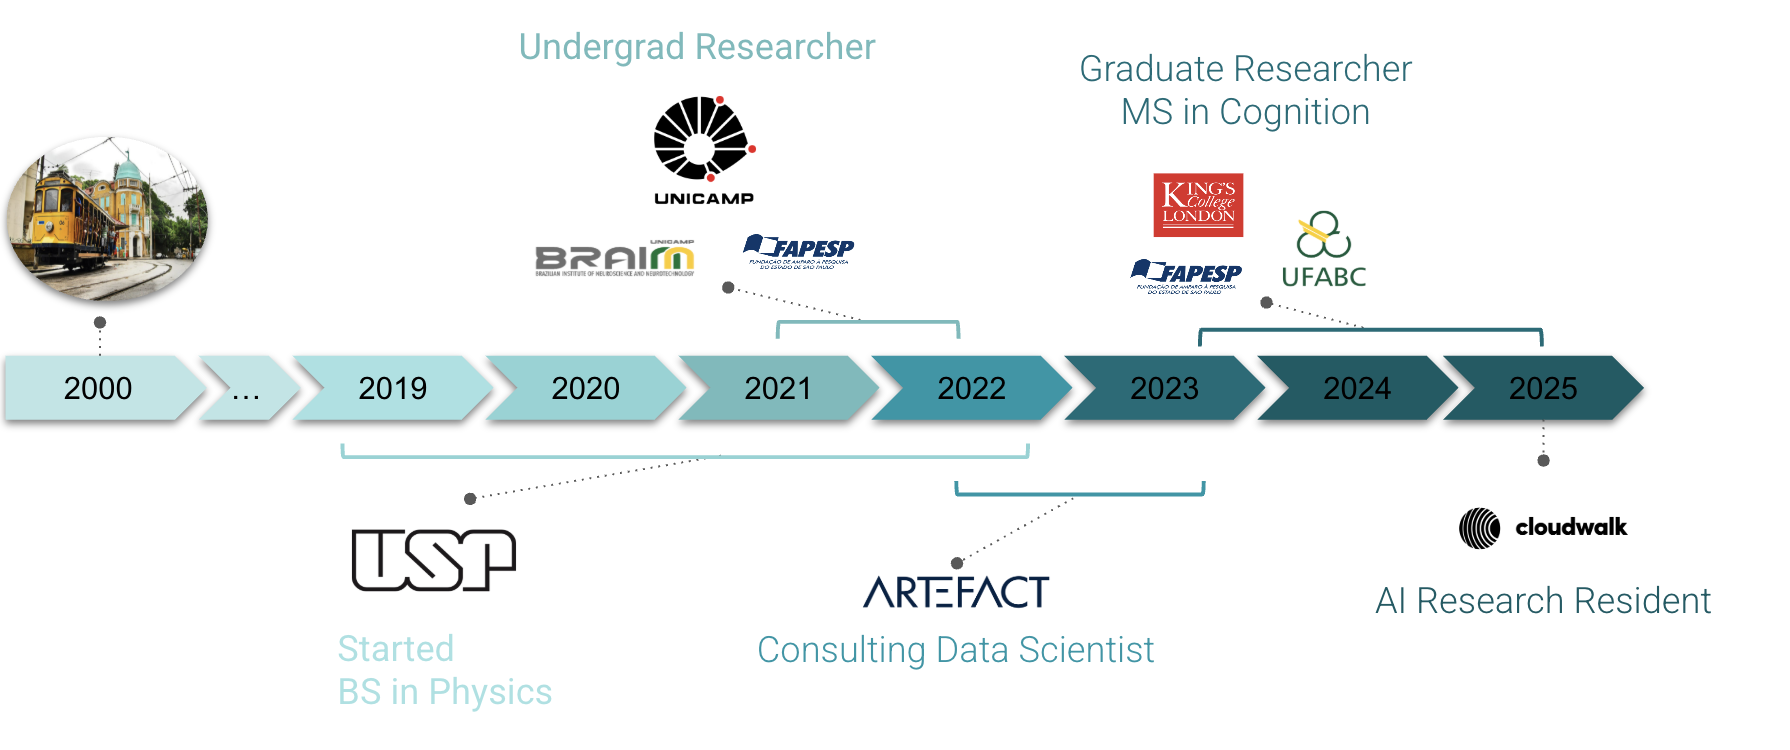 Undergrad Researcher
Graduate Researcher
MS in Cognition
UNICAMP
KING'S
College
LONDON
UNICAMP
BRAINN
BRAZILIAN INSTITUTE OF NEUROSCIENCE AND NEUROTECHNOLOGY
FAPESP
FUNDAÇÃO DE AMPARO À PESQUISA
DO ESTADO DE SÃO PAULO
FAPESP
FUNDAÇÃO DE AMPARO À PESQUISA
DO ESTADO DE SÃO PAULO
UFABC
2000
...
2019
2020
2021
2022
2023
2024
2025
USP
Started
BS in Physics
ARTEFACT
Consulting Data Scientist
cloudwalk
AI Research Resident